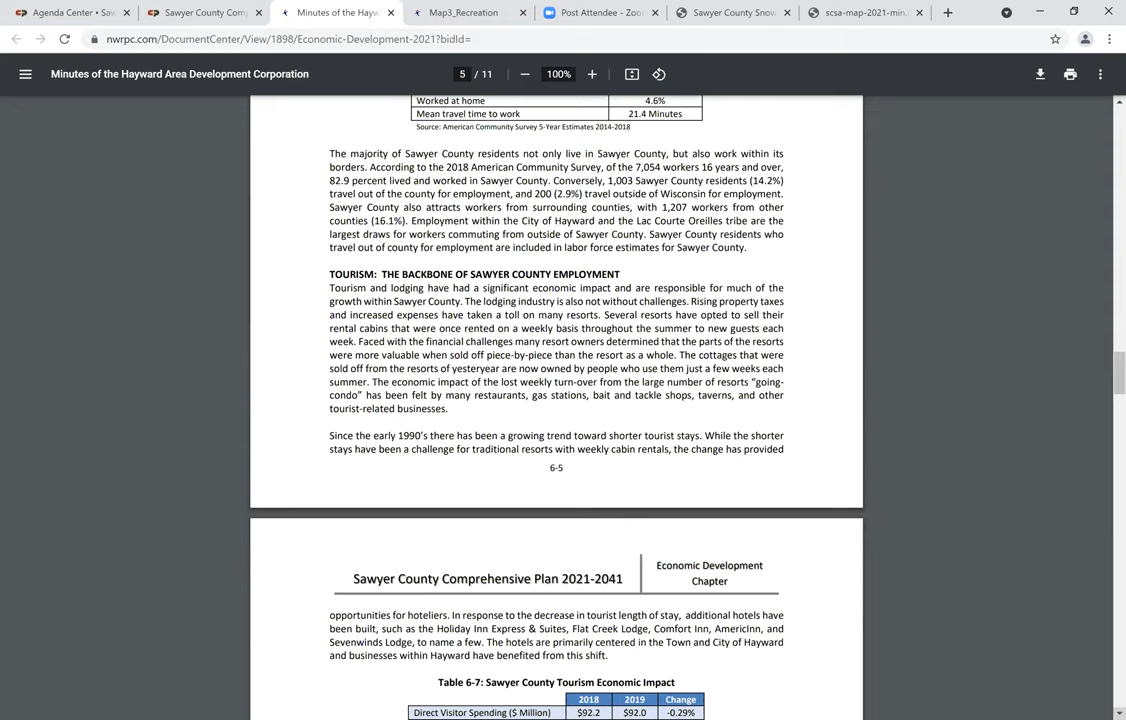 Agenda Center • Saw
Sawyer County Com
Minutes of the Hayw
Map3_Recreation
Post Attendee - Zoo
Sawyer County Snow
scsa-map-2021-min
nwrpc.com/DocumentCenter/View/1898/Economic-Development-2021?bidId=
Minutes of the Hayward Area Development Corporation
5 / 11
100%
Worked at home 4.6%
Mean travel time to work 21.4 Minutes
Source: American Community Survey 5-Year Estimates 2014-2018
The majority of Sawyer County residents not only live in Sawyer County, but also work within its
borders. According to the 2018 American Community Survey, of the 7,054 workers 16 years and over,
82.9 percent lived and worked in Sawyer County. Conversely, 1,003 Sawyer County residents (14.2%)
travel out of the county for employment, and 200 (2.9%) travel outside of Wisconsin for employment.
Sawyer County also attracts workers from surrounding counties, with 1,207 workers from other
counties (16.1%). Employment within the City of Hayward and the Lac Courte Oreilles tribe are the
largest draws for workers commuting from outside of Sawyer County. Sawyer County residents who
travel out of county for employment are included in labor force estimates for Sawyer County.
TOURISM: THE BACKBONE OF SAWYER COUNTY EMPLOYMENT
Tourism and lodging have had a significant economic impact and are responsible for much of the
growth within Sawyer County. The lodging industry is also not without challenges. Rising property taxes
and increased expenses have taken a toll on many resorts. Several resorts have opted to sell their
rental cabins that were once rented on a weekly basis throughout the summer to new guests each
week. Faced with the financial challenges many resort owners determined that the parts of the resorts
were more valuable when sold off piece-by-piece than the resort as a whole. The cottages that were
sold off from the resorts of yesteryear are now owned by people who use them just a few weeks each
summer. The economic impact of the lost weekly turn-over from the large number of resorts “going-
condo” has been felt by many restaurants, gas stations, bait and tackle shops, taverns, and other
tourist-related businesses.
Since the early 1990’s there has been a growing trend toward shorter tourist stays. While the shorter
stays have been a challenge for traditional resorts with weekly cabin rentals, the change has provided
6-5
Sawyer County Comprehensive Plan 2021-2041
Economic Development
Chapter
opportunities for hoteliers. In response to the decrease in tourist length of stay, additional hotels have
been built, such as the Holiday Inn Express & Suites, Flat Creek Lodge, Comfort Inn, AmericInn, and
Sevenwinds Lodge, to name a few. The hotels are primarily centered in the Town and City of Hayward
and businesses within Hayward have benefited from this shift.
Table 6-7: Sawyer County Tourism Economic Impact
2018 2019 Change
Direct Visitor Spending ($ Million) $92.2 $92.0 -0.29%